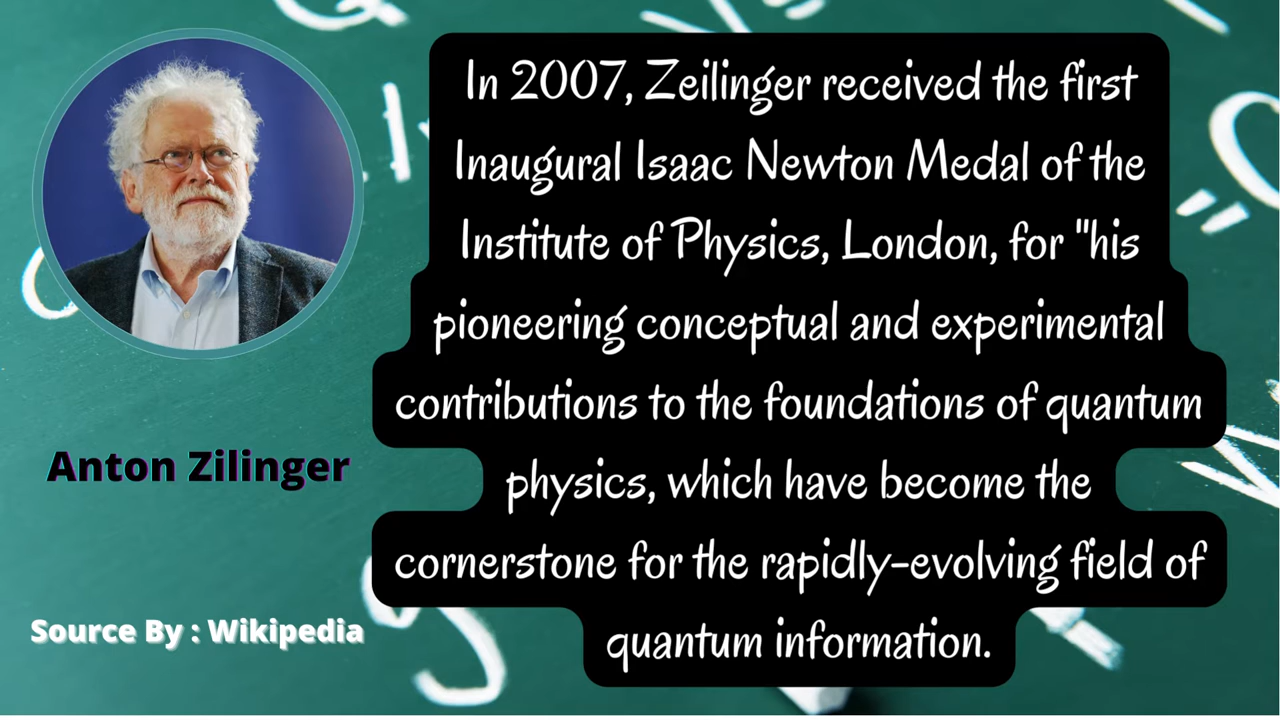 In 2007, Zeilinger received the first
Inaugural Isaac Newton Medal of the
Institute of Physics, London, for "his
pioneering conceptual and experimental
contributions to the foundations of quantum
physics, which have become the
cornerstone for the rapidly-evolving field of
quantum information.
Anton Zilinger
Source By : Wikipedia